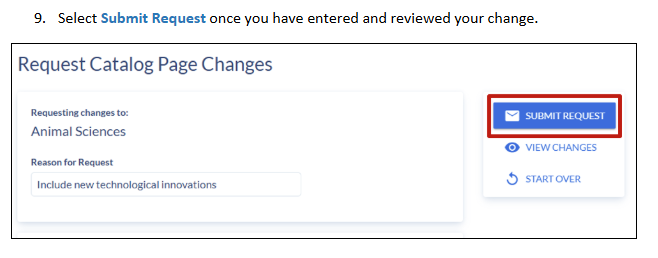 9. Select Submit Request once you have entered and reviewed your change.
Request Catalog Page Changes
Requesting changes to:
Animal Sciences
Reason for Request
Include new technological innovations
SUBMIT REQUEST
VIEW CHANGES
START OVER